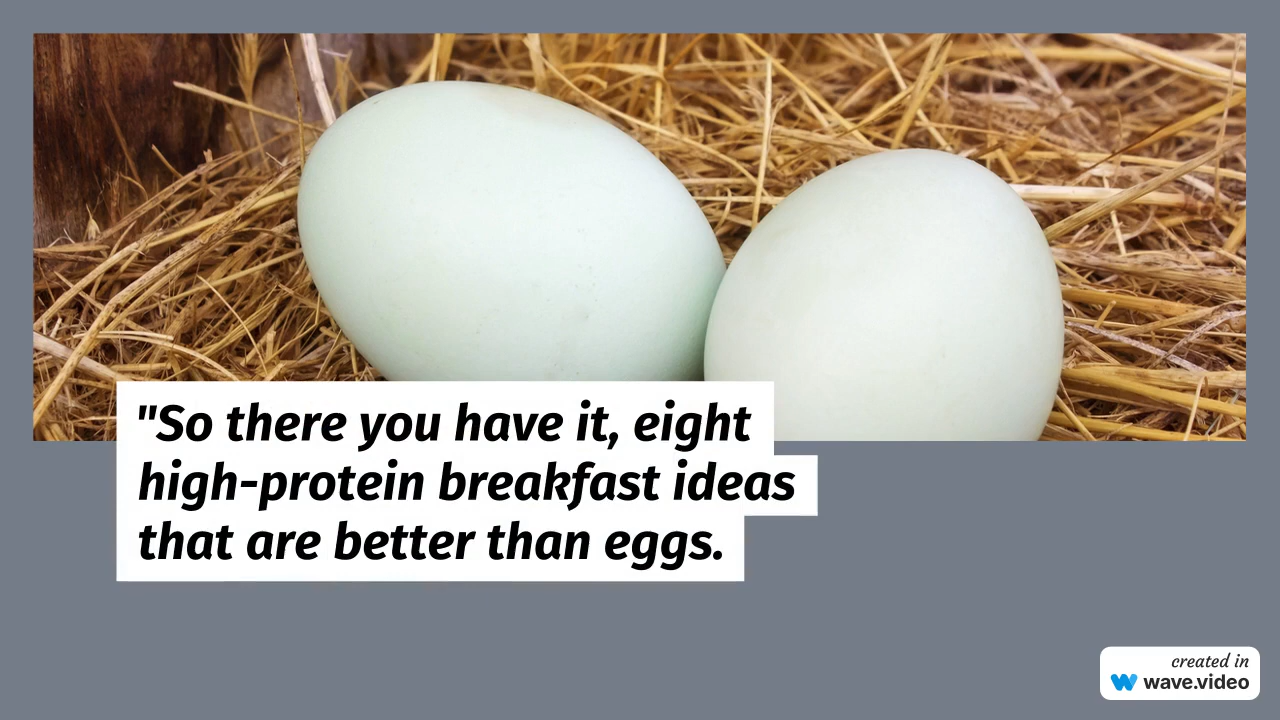 "So there you have it, eight
high-protein breakfast ideas
that are better than eggs.
created in
wave.video